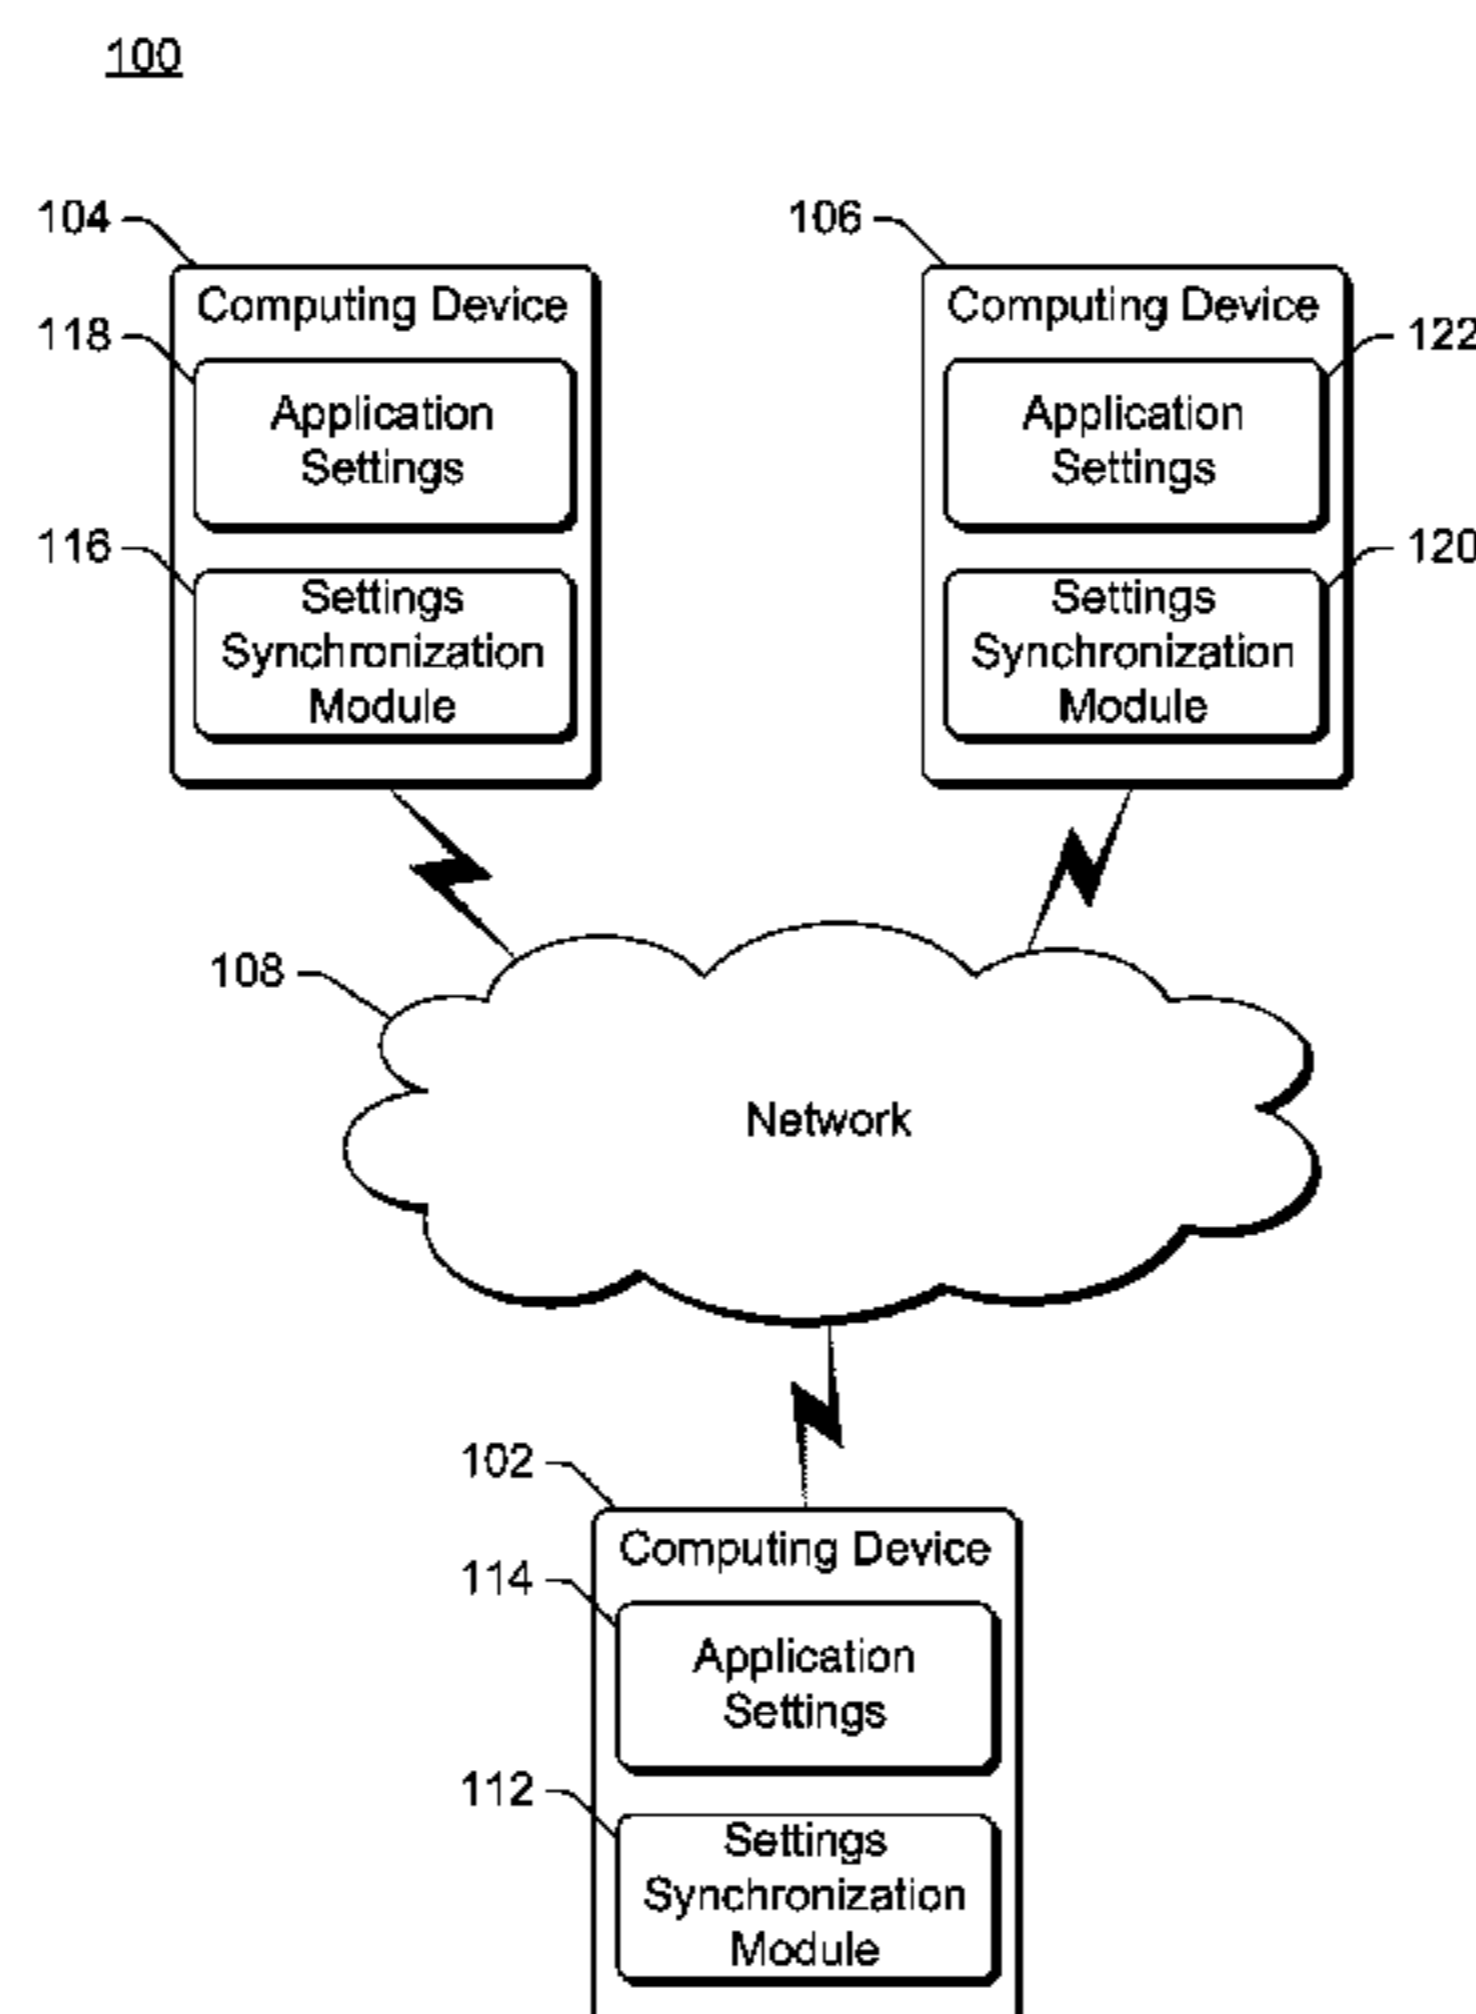 100
104
106
Computing Device
Computing Device
118
122
Application
Settings
Application
Settings
116
120
Settings
Synchronization
Module
Settings
Synchronization
Module
108
Network
102
Computing Device
114
Application
Settings
112
Settings
Synchronization
Module